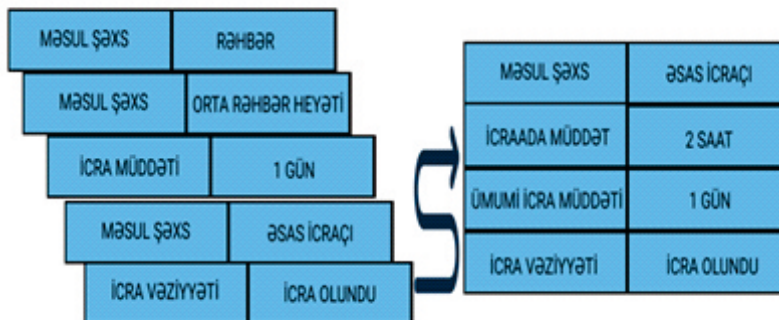 MƏSUL ŞƏXS RƏHBƏR
MƏSUL ŞƏXS ORTA RƏHBƏR HEYƏTİ
İCRA MÜDDƏTİ 1 GÜN
MƏSUL ŞƏXS ƏSAS İCRAÇI
İCRA VƏZİYYƏTİ İCRA OLUNDU
MƏSUL ŞƏXS ƏSAS İCRAÇI
İCRAADA MÜDDƏT 2 SAAT
ÜMUMİ İCRA MÜDDƏTİ 1 GÜN
İCRA VƏZİYYƏTİ İCRA OLUNDU